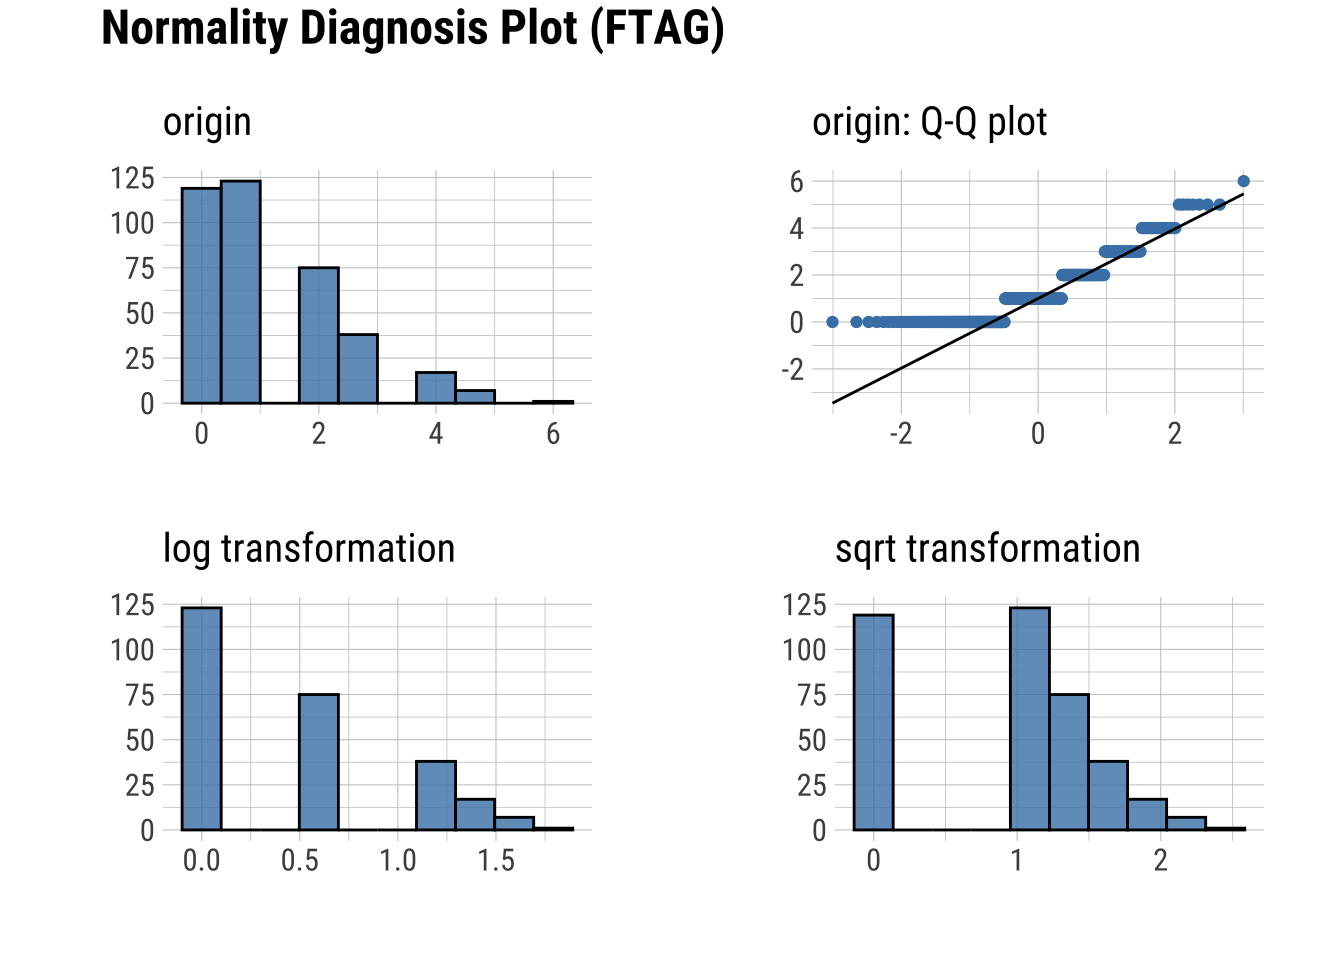 Normality Diagnosis Plot (FTAG)
origin
125
100
75
50
25
0
0 2 4 6
origin: Q-Q plot
6
4
2
0
-2
-2 0 2
log transformation
125
100
75
50
25
0
0.0 0.5 1.0 1.5
sqrt transformation
125
100
75
50
25
0
0 1 2